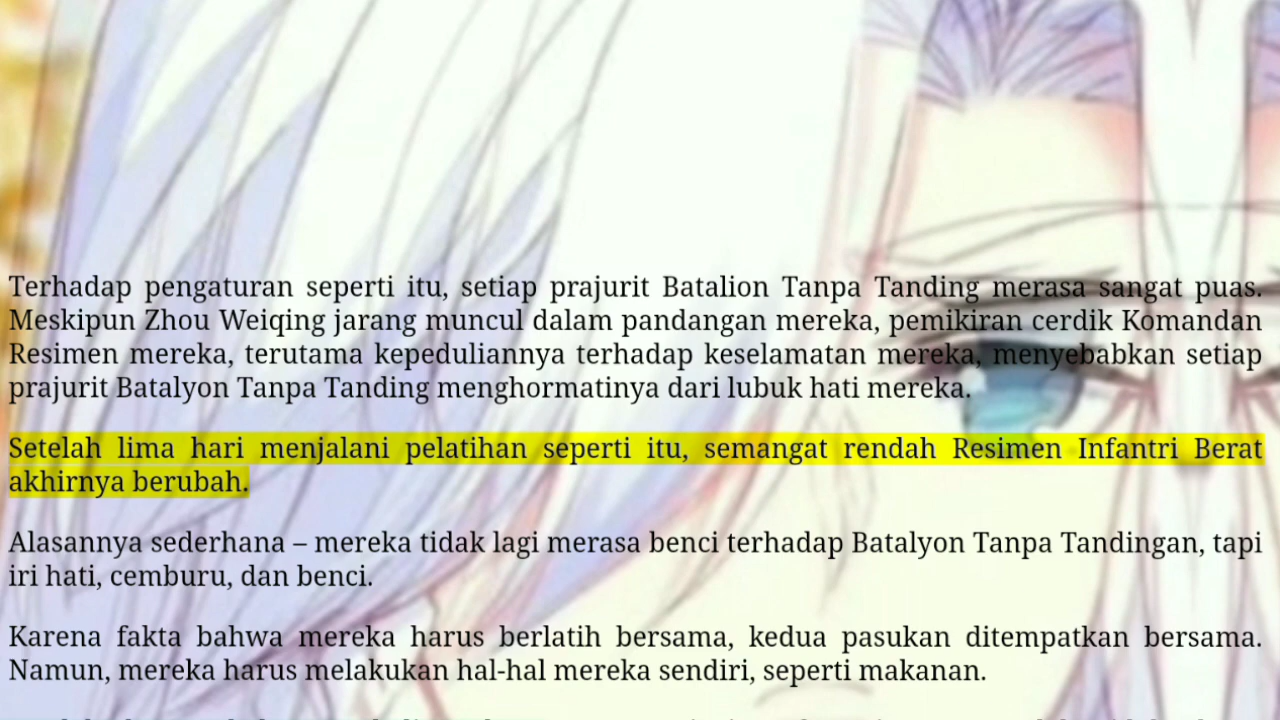 Terhadap pengaturan seperti itu, setiap prajurit Batalion Tanpa Tanding merasa sangat puas.
Meskipun Zhou Weiqing jarang muncul dalam pandangan mereka, pemikiran cerdik Komandan
Resimen mereka, terutama kepeduliannya terhadap keselamatan mereka, menyebabkan setiap
prajurit Batalyon Tanpa Tanding menghormatinya dari lubuk hati mereka.
Setelah lima hari menjalani pelatihan seperti itu, semangat rendah Resimen Infantri Berat
akhirnya berubah.
Alasannya sederhana – mereka tidak lagi merasa benci terhadap Batalyon Tanpa Tandingan, tapi
iri hati, cemburu, dan benci.
Karena fakta bahwa mereka harus berlatih bersama, kedua pasukan ditempatkan bersama.
Namun, mereka harus melakukan hal-hal mereka sendiri, seperti makanan.